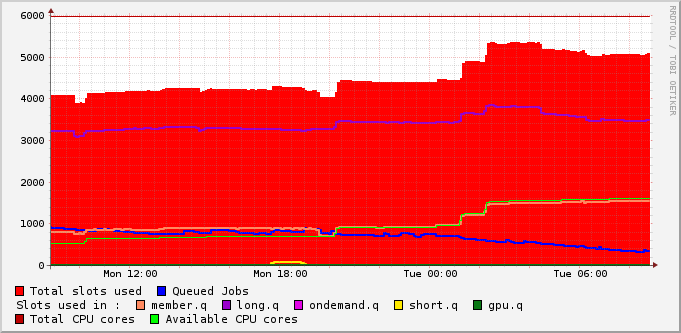 6000
5000
4000
3000
2000
1000
0
Mon 12:00 Mon 18:00 Tue 00:00 Tue 06:00
Total slots used Queued Jobs
Slots used in : member.q long.q ondemand.q short.q gpu.q
Total CPU cores Available CPU cores
RRDTOOL / TOBI OETIKER